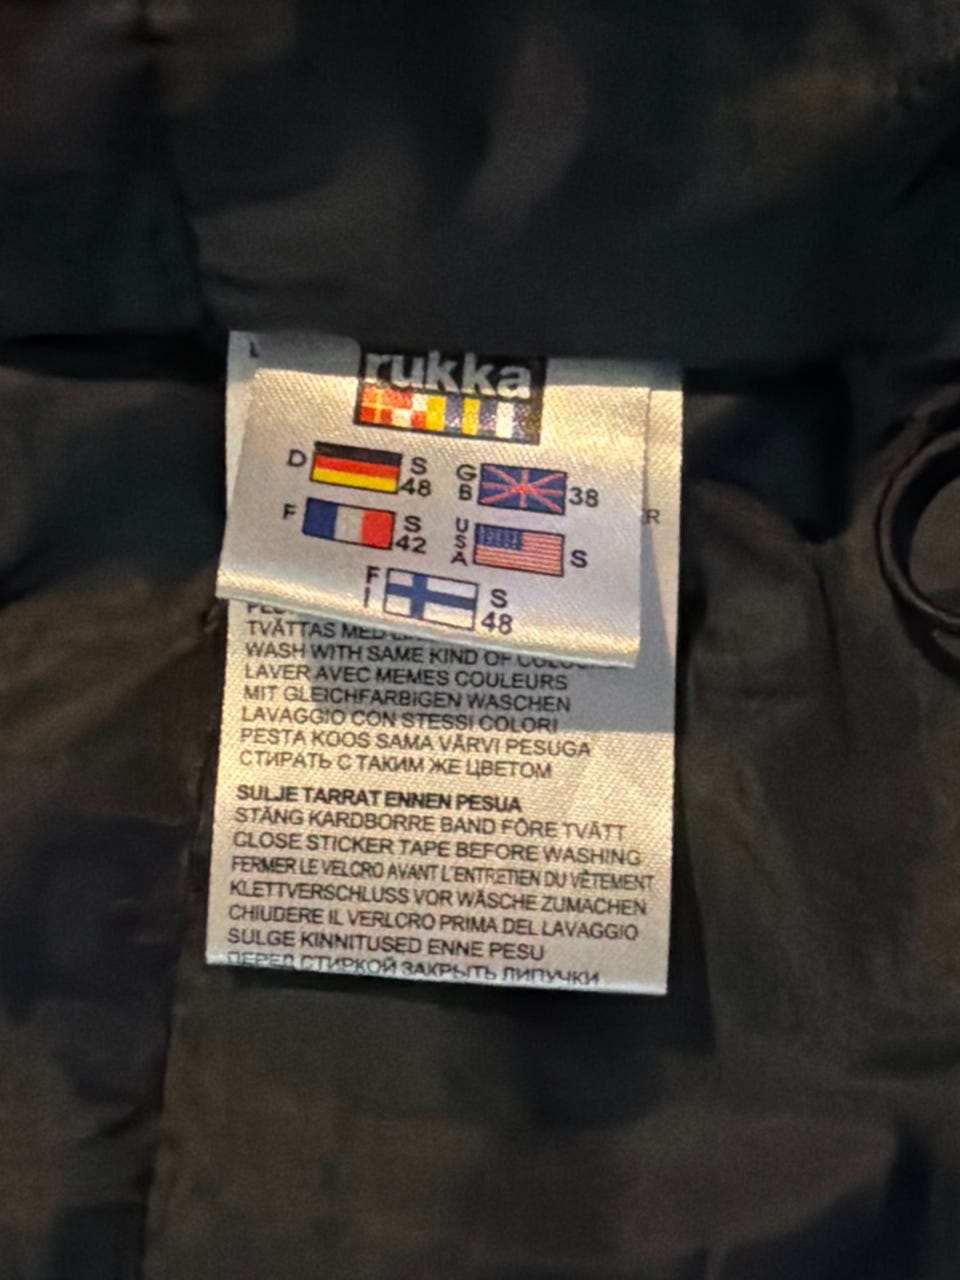 L
rukka
D S 48 GB 38
F S 42 USA S
FI S 48
R
TVÄTTAS MED
WASH WITH SAME KIND OF
LAVER AVEC MEMES COULEURS
MIT GLEICHFARBIGEN WASCHEN
LAVAGGIO CON STESSI COLORI
PESTA KOOS SAMA VÄRVI PESUGA
СТИРАТЬ С ТАКИМ ЖЕ ЦВЕТОМ
SULJE TARRAT ENNEN PESUA
STÄNG KARDBORRE BAND FÖRE TVÄTT
CLOSE STICKER TAPE BEFORE WASHING
FERMER LE VELCRO AVANT L'ENTRETIEN DU VÊTEMENT
KLETTVERSCHLUSS VOR WÄSCHE ZUMACHEN
CHIUDERE IL VERLCRO PRIMA DEL LAVAGGIO
SULGE KINNITUSED ENNE PESU
ПЕРЕД СТИРКОЙ ЗАКРЫТЬ ЛИПУЧКИ